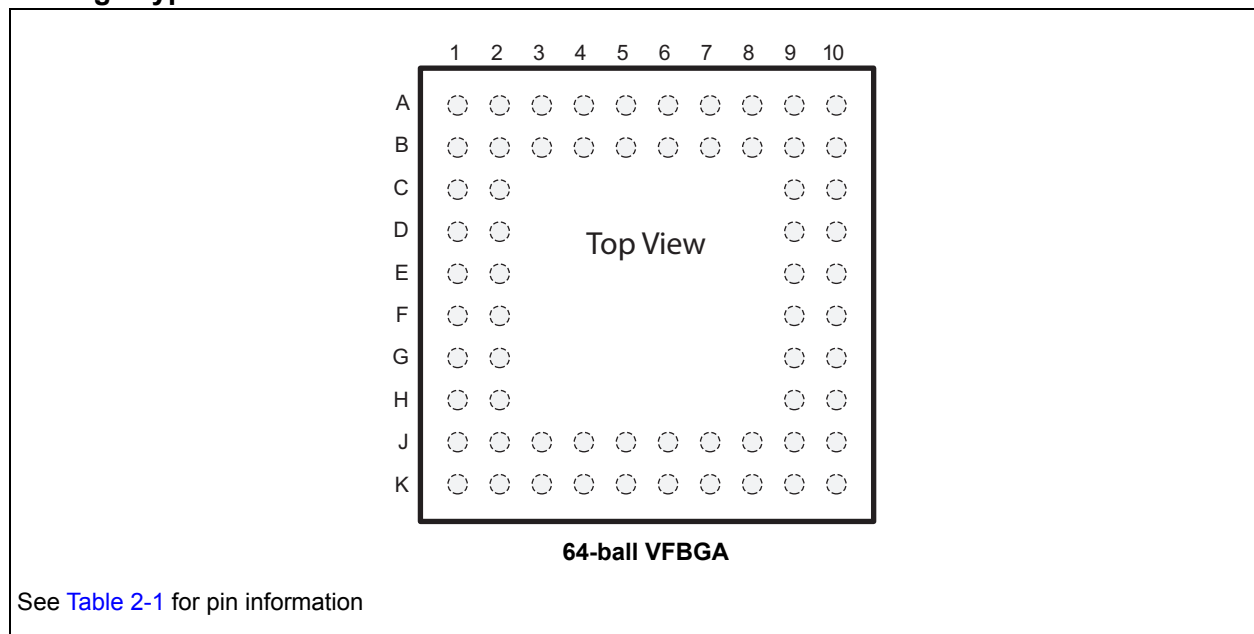 1 2 3 4 5 6 7 8 9 10
A
B
C
D
Top View
E
F
G
H
J
K
64-ball VFBGA
See Table 2-1 for pin information